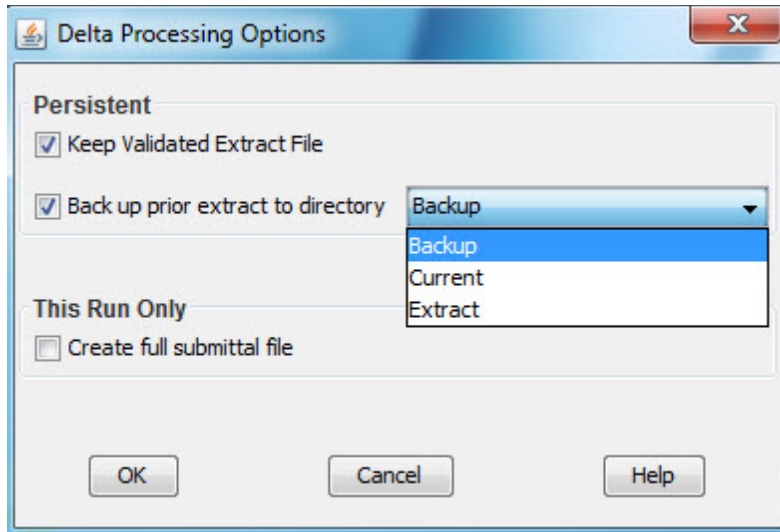 Delta Processing Options
Persistent
Keep Validated Extract File
Back up prior extract to directory Backup
Backup
Current
Extract
This Run Only
Create full submittal file
OK Cancel Help